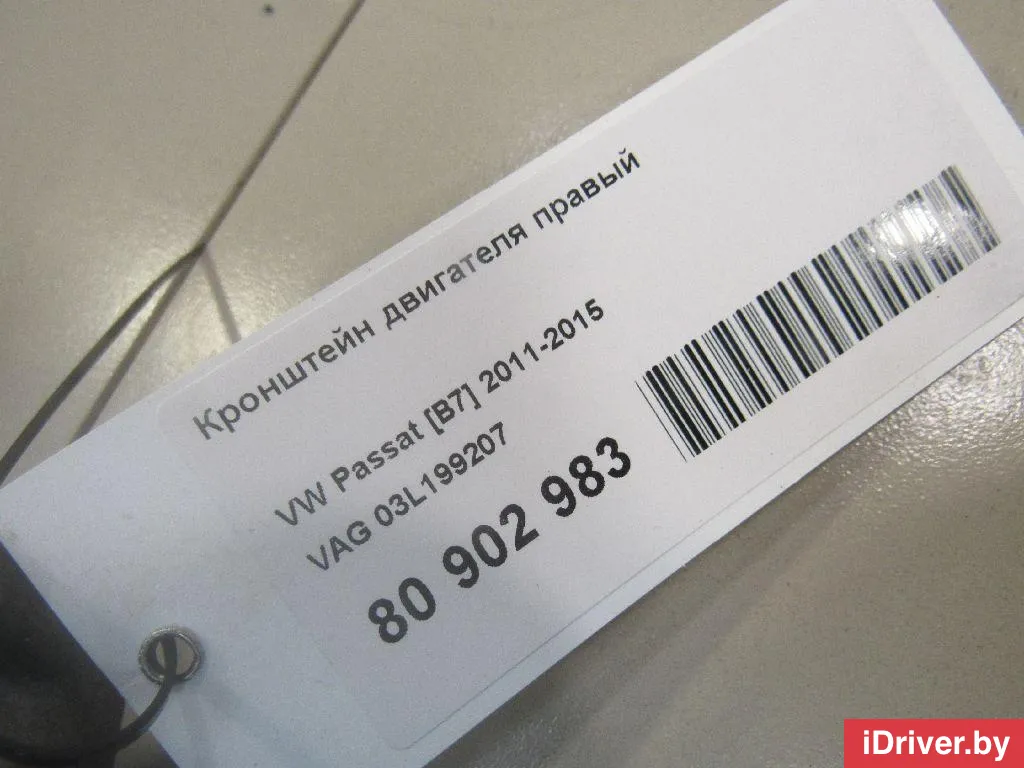 Кронштейн двигателя правый
VW Passat [B7] 2011-2015
VAG 03L199207
80 902 983
iDriver.by